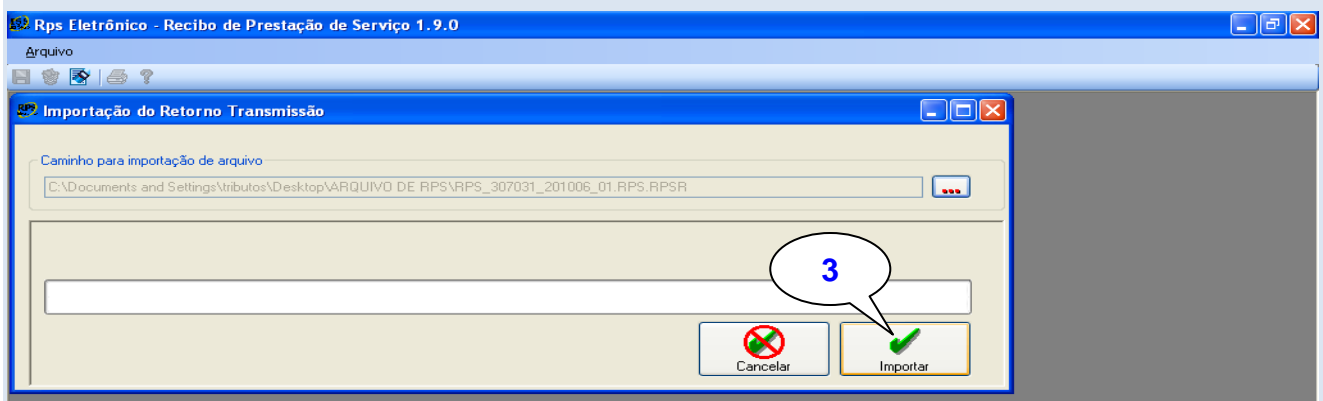 Rps Eletrônico - Recibo de Prestação de Serviço 1.9.0
Arquivo
Importação do Retorno Transmissão
Caminho para importação de arquivo
C:\Documents and Settings\tributos\Desktop\ARQUIVO DE RPS\RPS_307031_201006_01.RPS.RPSR
...
3
Cancelar
Importar